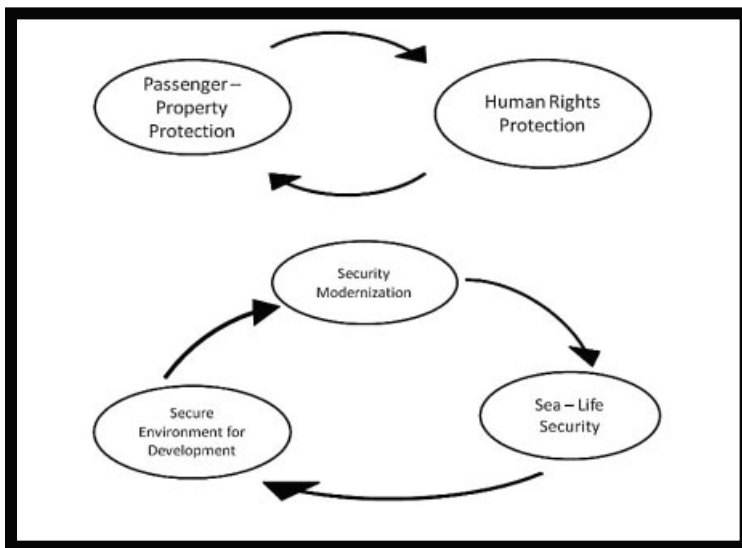 Passenger –
Property
Protection
Human Rights
Protection
Security
Modernization
Sea – Life
Security
Secure
Environment for
Development